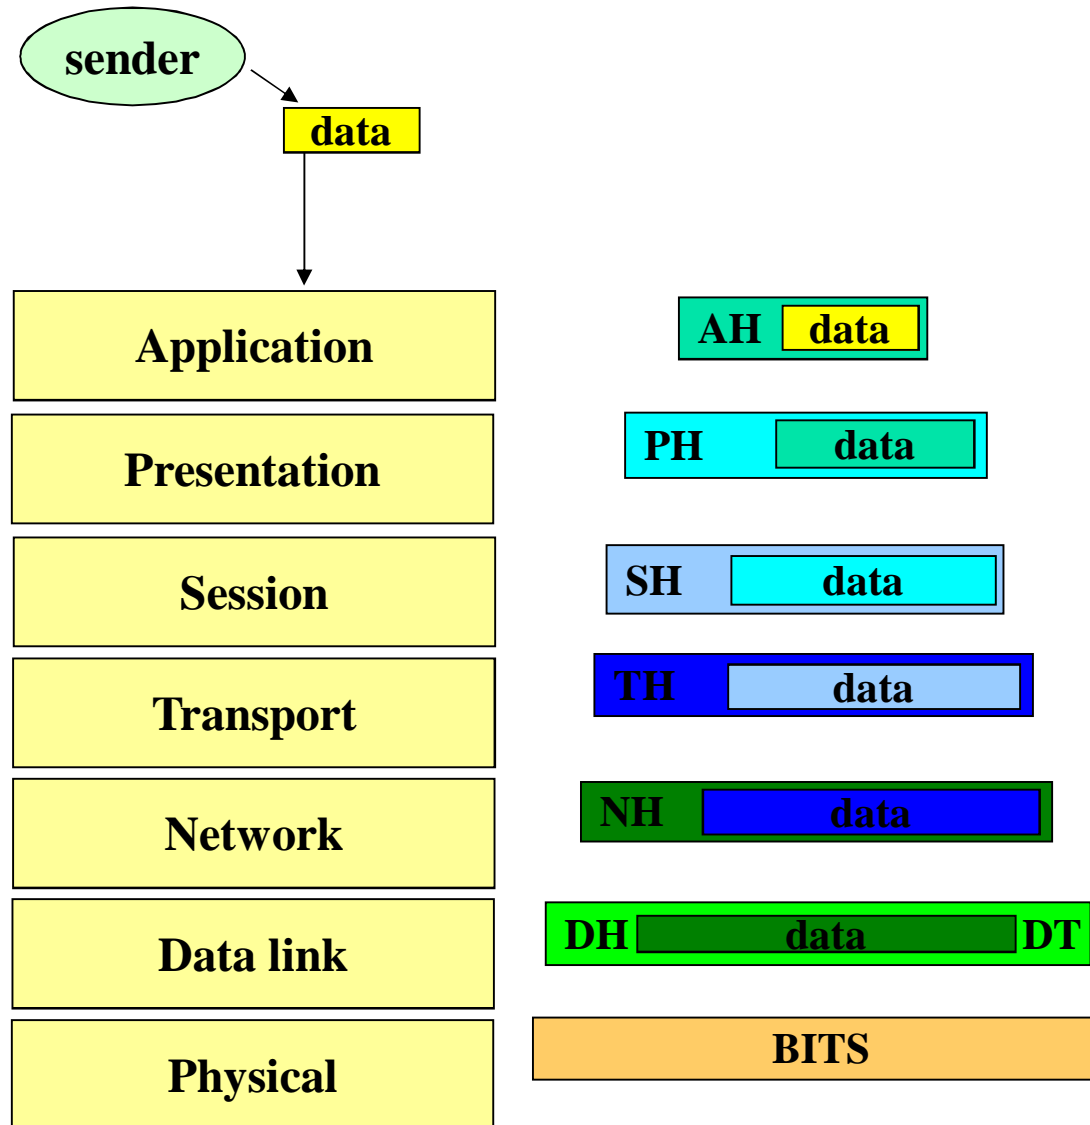 sender
data
Application
AH data
Presentation
PH data
Session
SH data
Transport
TH data
Network
NH data
Data link
DH data DT
Physical
BITS